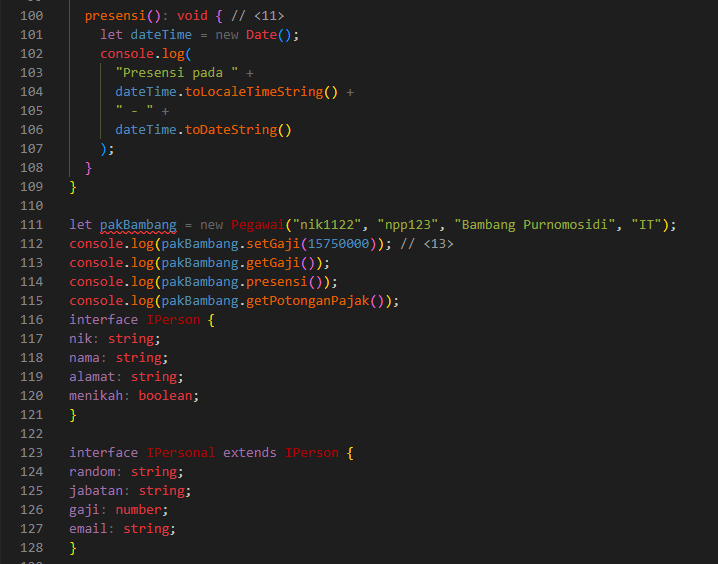 100 presensi(): void { // <11>
101 let dateTime = new Date();
102 console.log(
103 "Presensi pada " +
104 dateTime.toLocaleTimeString() +
105 " - " +
106 dateTime.toDateString()
107 );
108 }
109 }
110
111 let pakBambang = new Pegawai("nik1122", "npp123", "Bambang Purnomosidi", "IT");
112 console.log(pakBambang.setGaji(15750000)); // <13>
113 console.log(pakBambang.getGaji());
114 console.log(pakBambang.presensi());
115 console.log(pakBambang.getPotonganPajak());
116 interface IPerson {
117 nik: string;
118 nama: string;
119 alamat: string;
120 menikah: boolean;
121 }
122
123 interface IPersonal extends IPerson {
124 random: string;
125 jabatan: string;
126 gaji: number;
127 email: string;
128 }